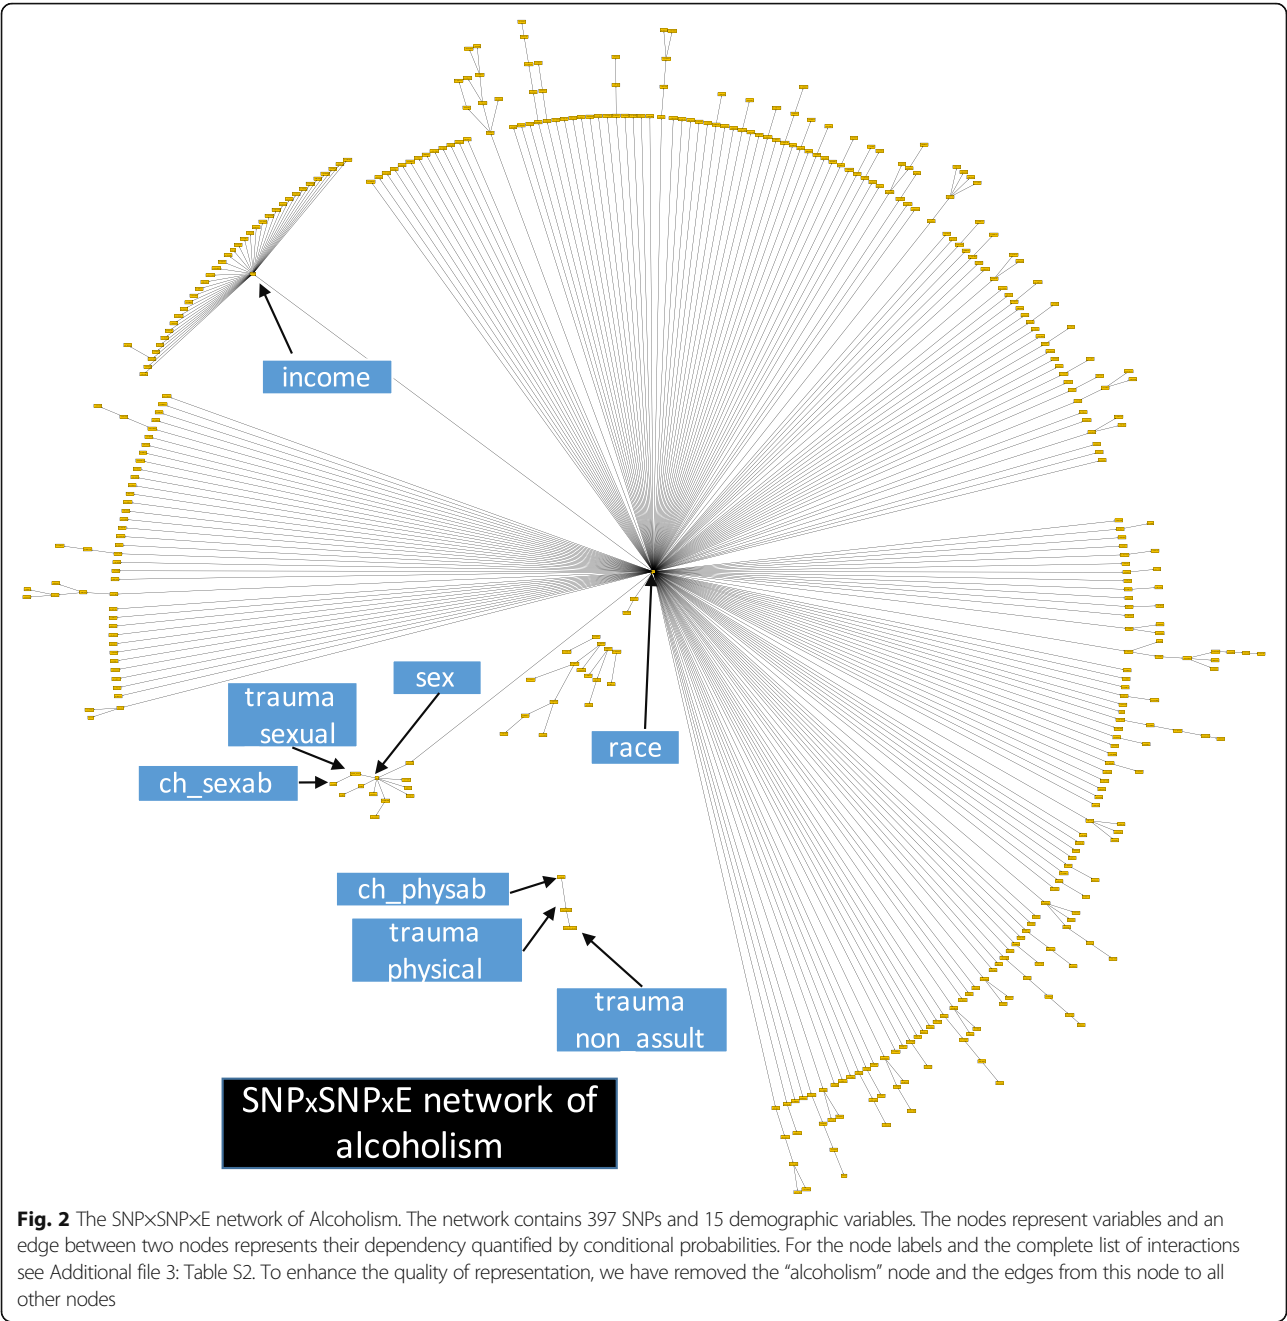 income
sex
trauma
sexual
ch_sexab
race
ch_physab
trauma
physical
trauma
non_assult
SNPxSNPxE network of
alcoholism
Fig. 2 The SNP×SNP×E network of Alcoholism. The network contains 397 SNPs and 15 demographic variables. The nodes represent variables and an
edge between two nodes represents their dependency quantified by conditional probabilities. For the node labels and the complete list of interactions
see Additional file 3: Table S2. To enhance the quality of representation, we have removed the “alcoholism” node and the edges from this node to all
other nodes